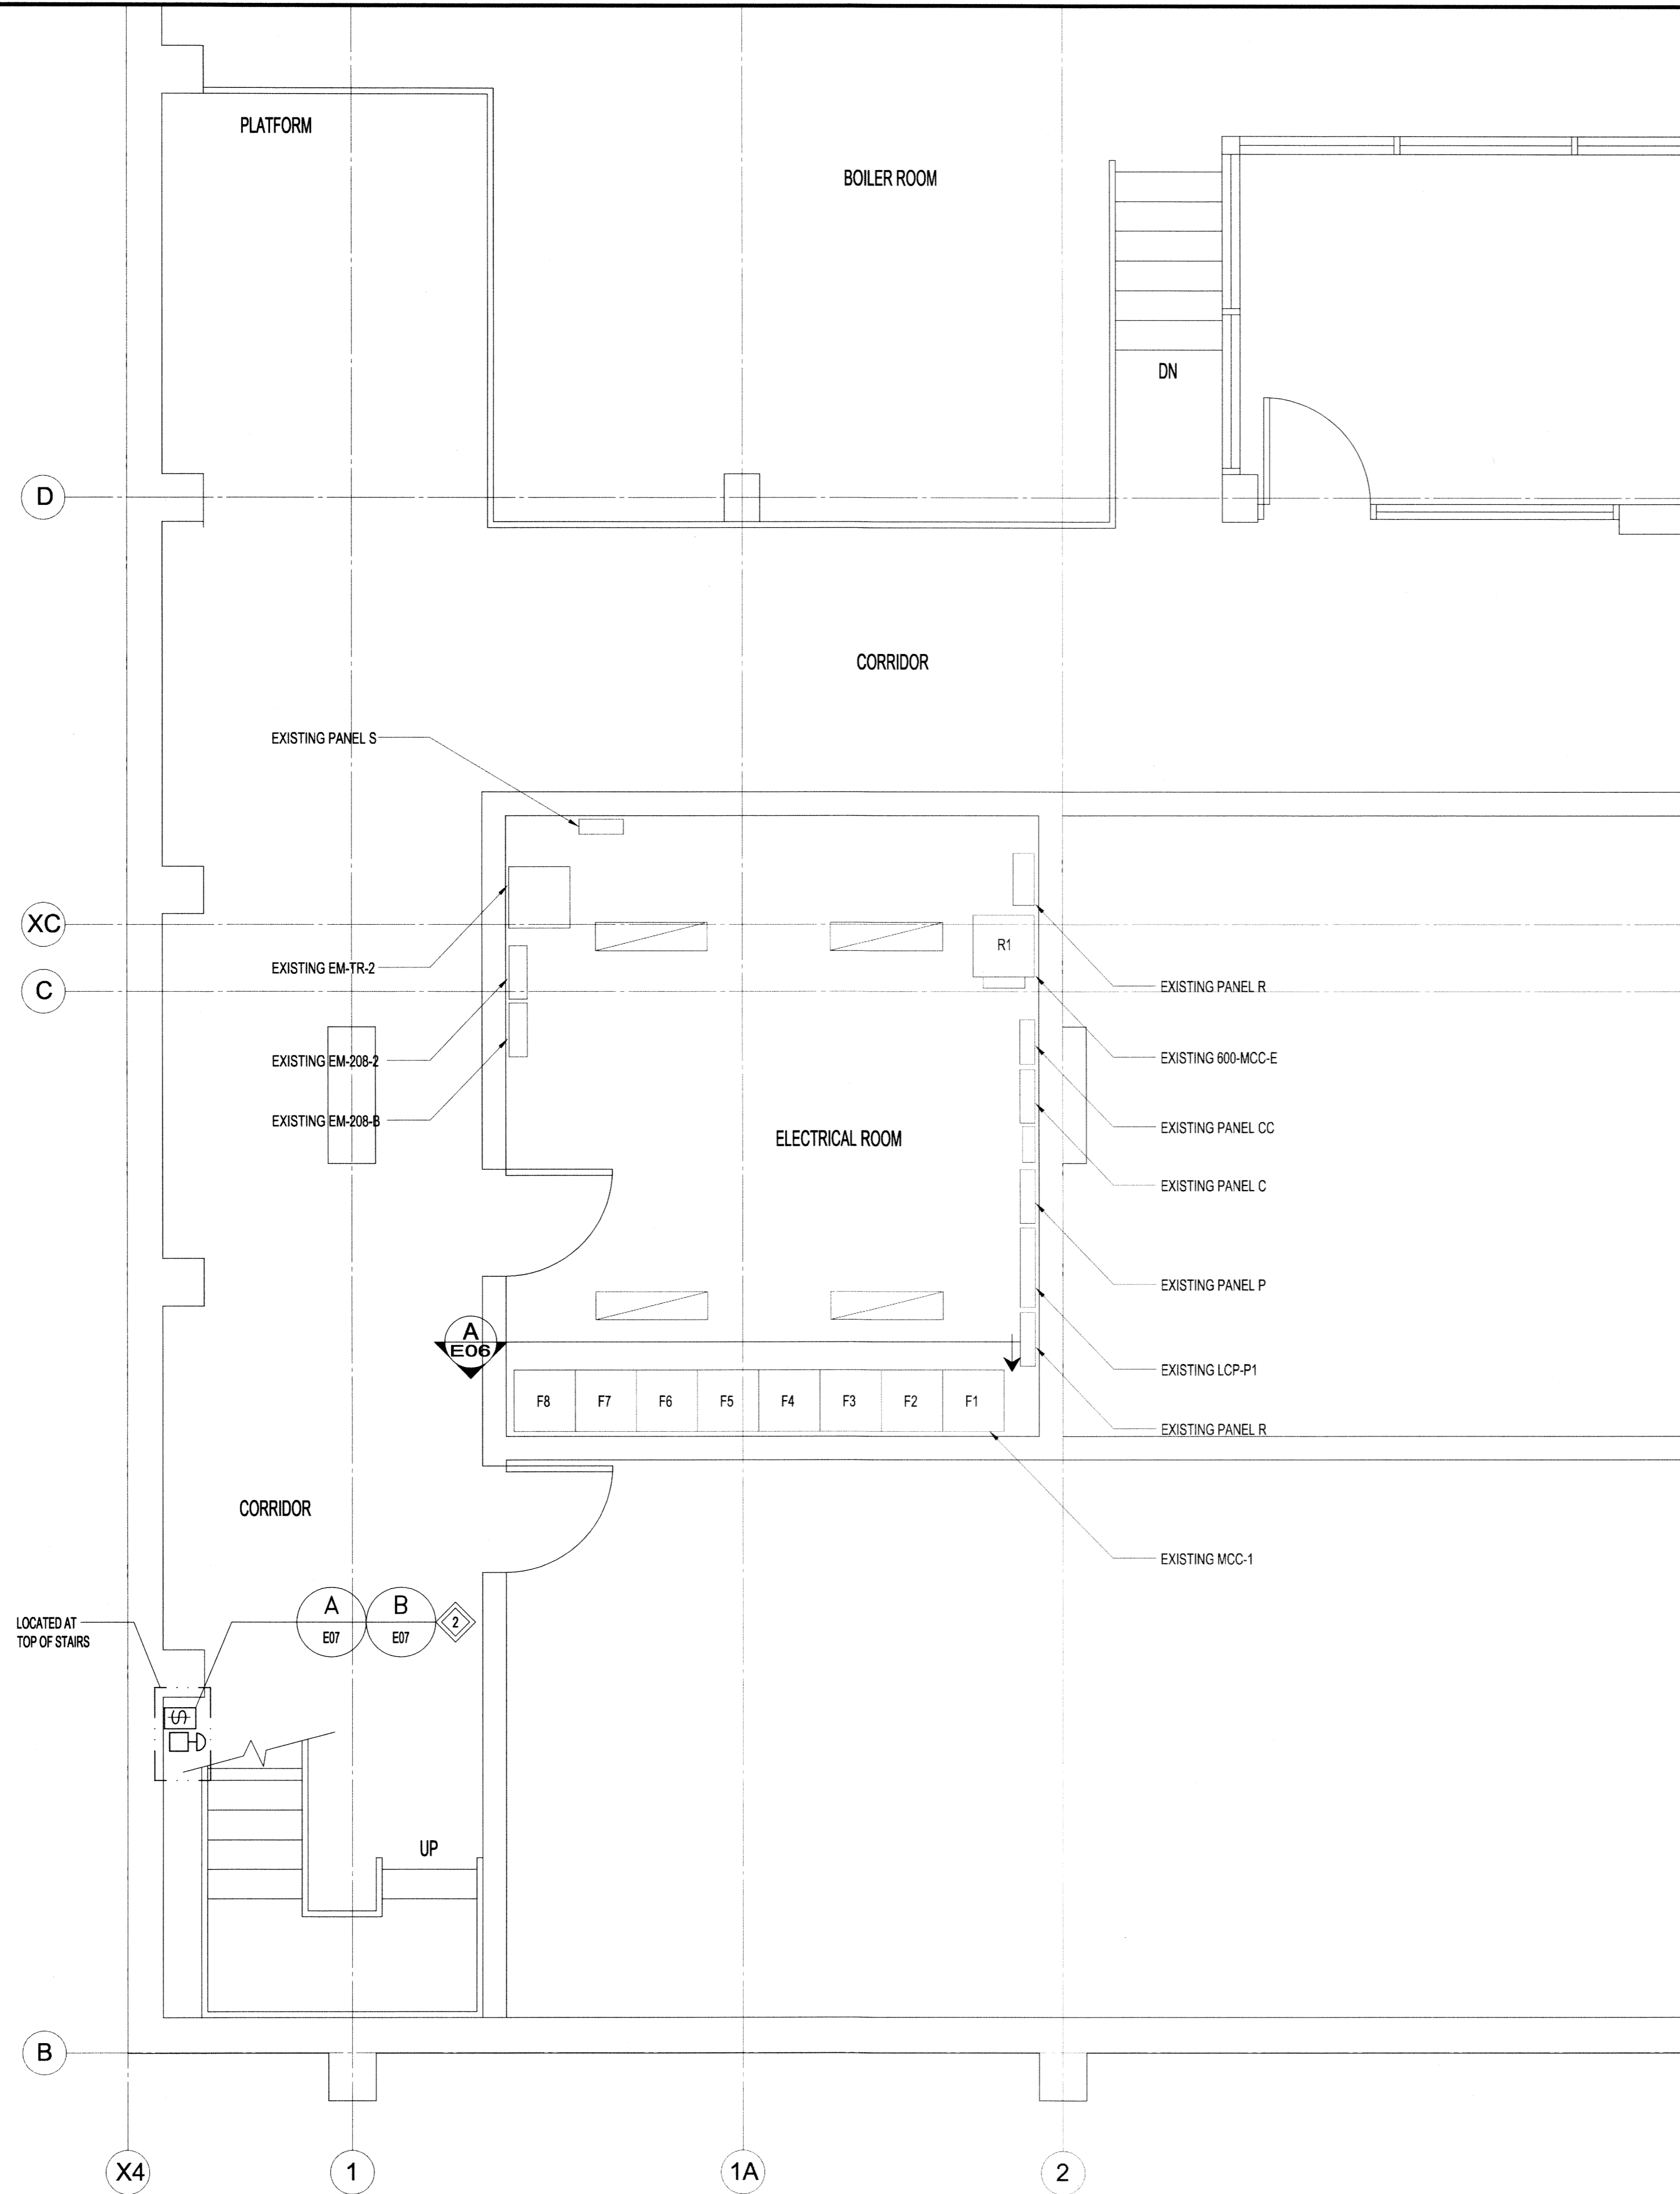 PLATFORM
BOILER ROOM
DN
D
CORRIDOR
EXISTING PANEL S
XC
R1
EXISTING EM-TR-2
C
EXISTING PANEL R
EXISTING EM-208-2
EXISTING 600-MCC-E
EXISTING EM-208-B
EXISTING PANEL CC
ELECTRICAL ROOM
EXISTING PANEL C
EXISTING PANEL P
A
E06
EXISTING LCP-P1
F8 F7 F6 F5 F4 F3 F2 F1
EXISTING PANEL R
CORRIDOR
EXISTING MCC-1
LOCATED AT
TOP OF STAIRS
A
E07
B
E07
2
S
UP
B
X4 1 1A 2